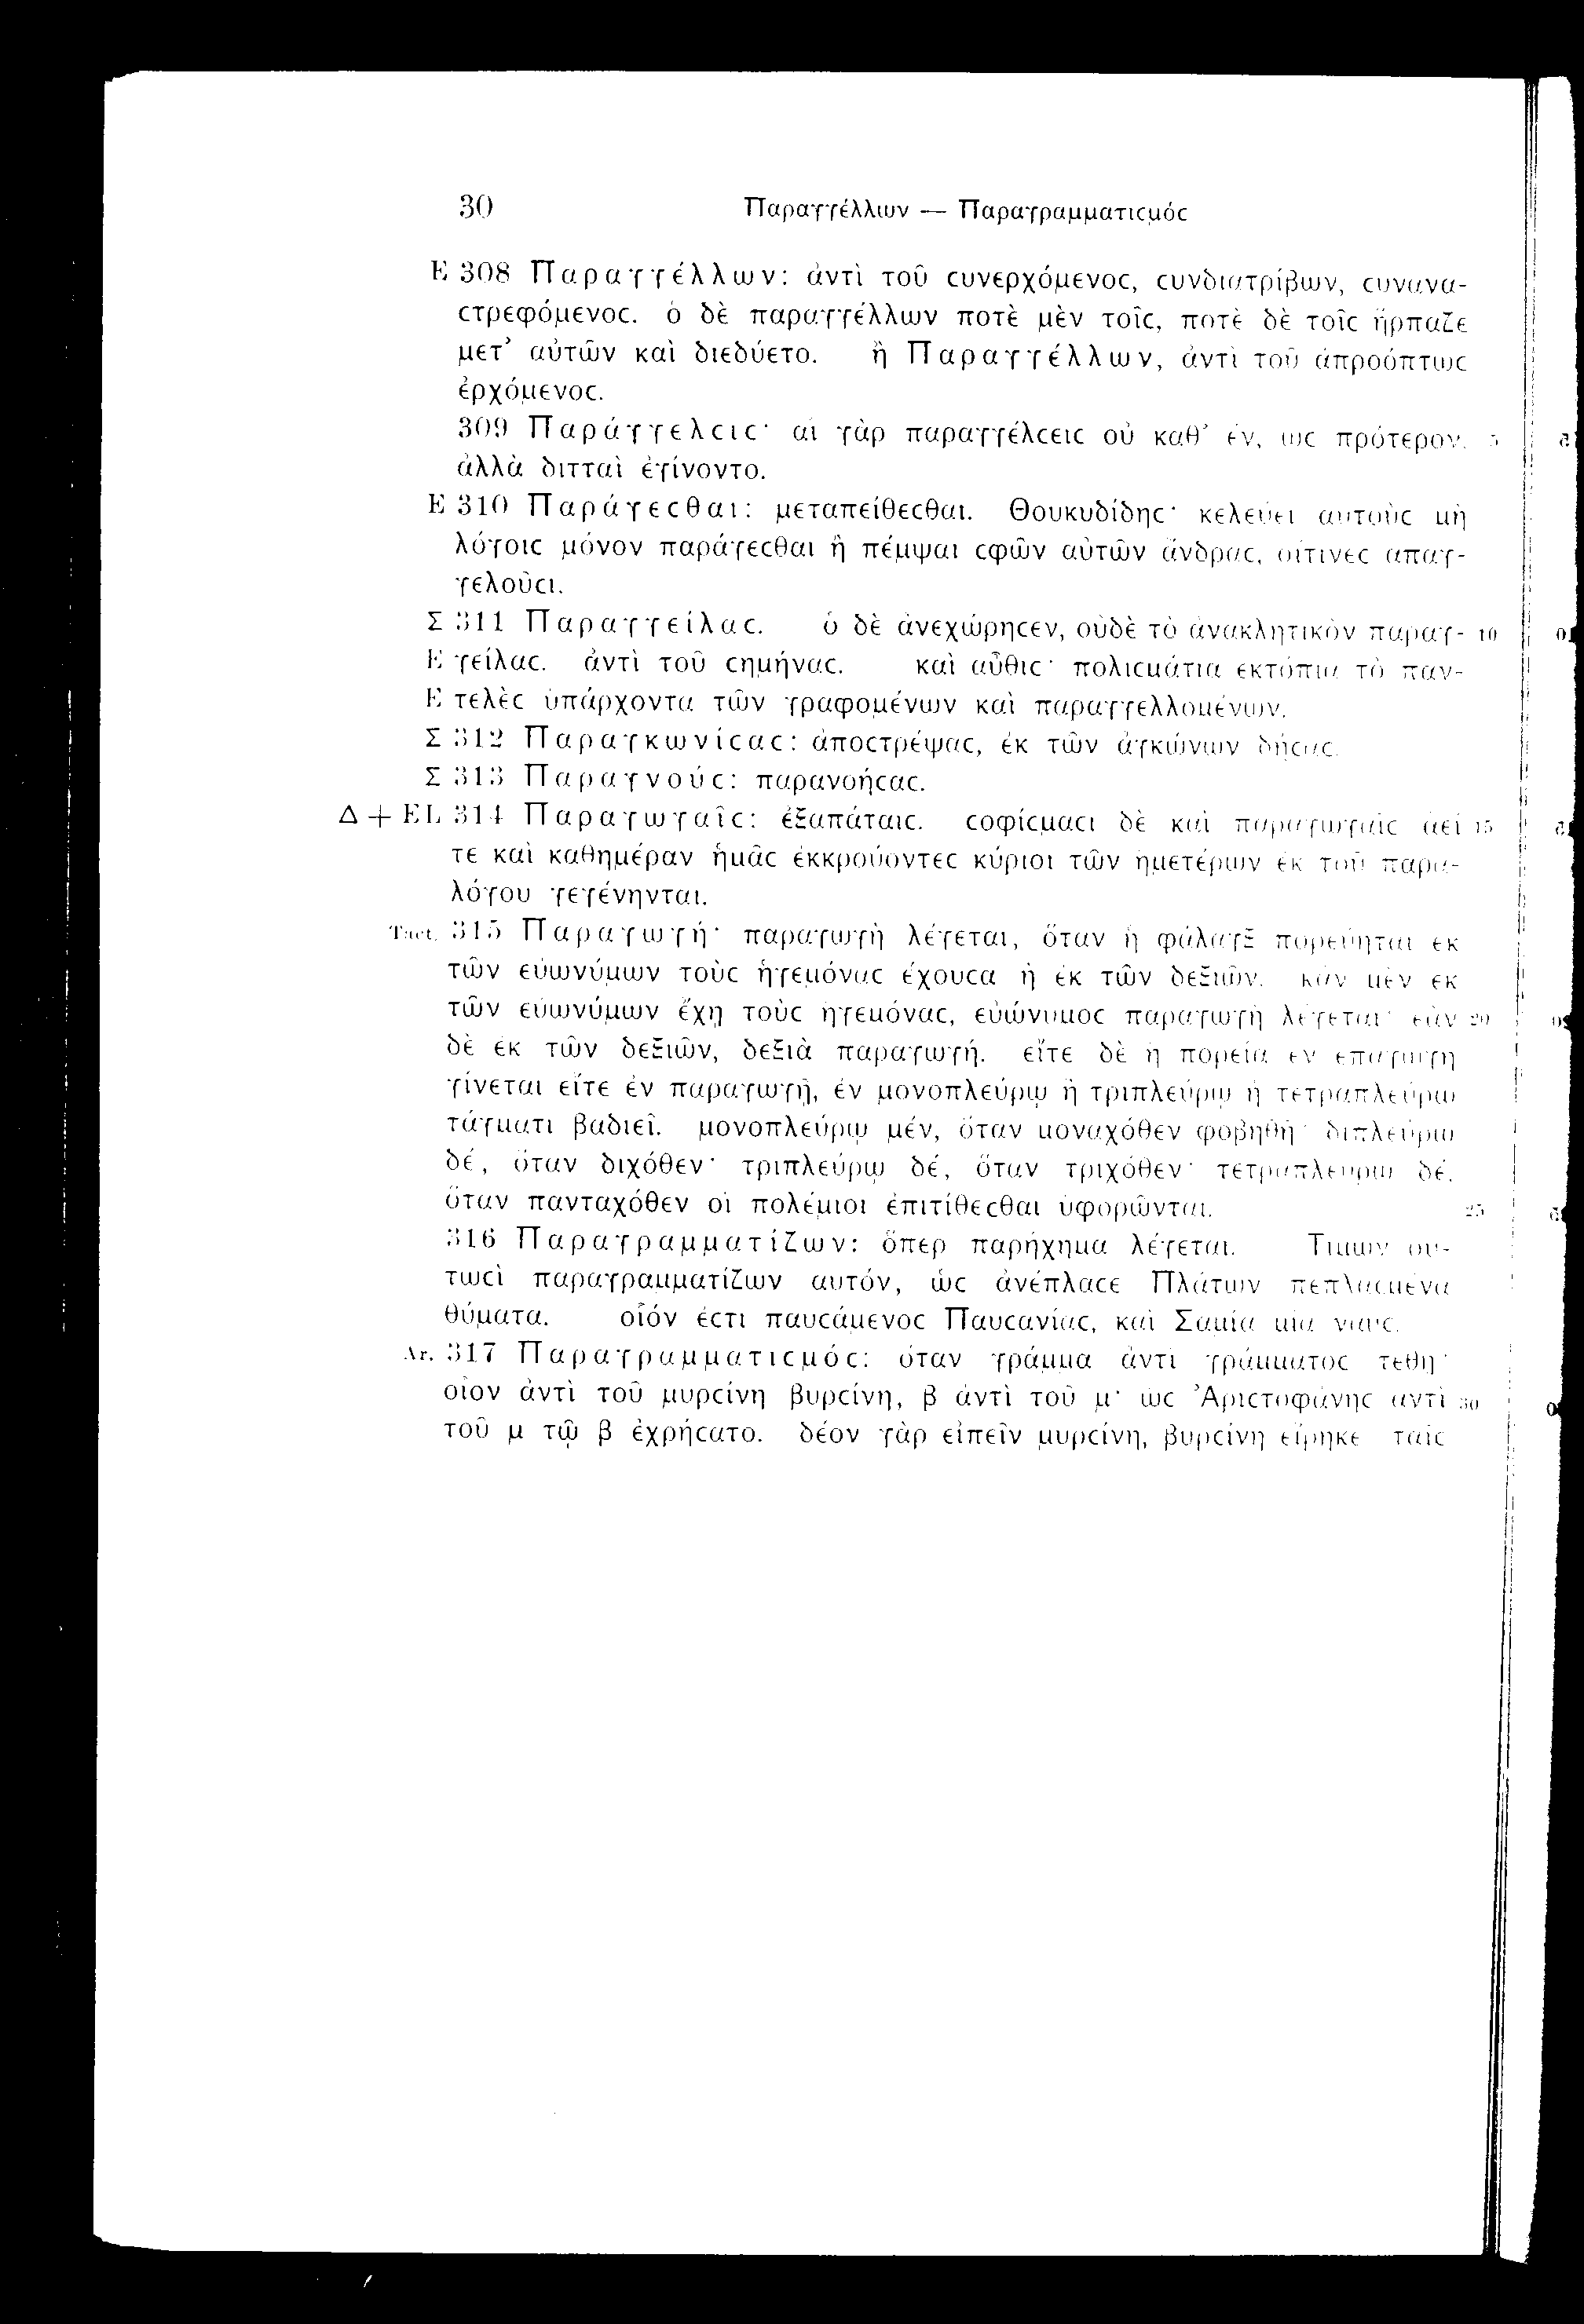 30 Παραγγέλλων — Παραγραμματιϲμόϲ
Ε 308 Παραγγέλλων: ἀντὶ τοῦ ϲυνερχόμενοϲ, ϲυνδιατρίβων, ϲυνανα-
ϲτρεφόμενοϲ. ὁ δὲ παραγγέλλων ποτὲ μὲν τοῖϲ, ποτὲ δὲ τοῖϲ ἥρπαζε
μετ’ αὐτῶν καὶ διεδύετο. ἢ Παραγγέλλων, ἀντὶ τοῦ ἀπροόπτωϲ
ἐρχόμενοϲ.
309 Παράγγελϲιϲ· αἱ γὰρ παραγγέλϲειϲ οὐ καθ’ ἕν, ὡϲ πρότερον, 5
ἀλλὰ διτταὶ ἐγίνοντο.
Ε 310 Παράγεϲθαι: μεταπείθεϲθαι. Θουκυδίδηϲ· κελεύει αὐτοὺϲ μὴ
λόγοιϲ μόνον παράγεϲθαι ἢ πέμψαι ϲφῶν αὐτῶν ἄνδραϲ, οἵτινεϲ ἀπαγ-
γελοῦϲι.
Σ 311 Παραγγείλαϲ. ὁ δὲ ἀνεχώρηϲεν, οὐδὲ τὸ ἀνακλητικὸν παραγ- 10
Ε γείλαϲ. ἀντὶ τοῦ ϲημήναϲ. καὶ αὖθιϲ· πολιϲμάτια ἐκτόπια τὸ παν-
Ε τελὲϲ ὑπάρχοντα τῶν γραφομένων καὶ παραγγελλομένων.
Σ 312 Παραγκωνίϲαϲ: ἀποϲτρέψαϲ, ἐκ τῶν ἀγκώνων δήϲαϲ.
Σ 313 Παραγνούϲ: παρανοήϲαϲ.
Δ + EL 314 Παραγωγαῖϲ: ἐξαπάταιϲ. ϲοφίϲμαϲι δὲ καὶ παραγωγαῖϲ ἀεί 15
τε καὶ καθημέραν ἡμᾶϲ ἐκκρούοντεϲ κύριοι τῶν ἡμετέρων ἐκ τοῦ παρα-
λόγου γεγένηνται.
Tact. 315 Παραγωγή· παραγωγὴ λέγεται, ὅταν ἡ φάλαγξ πορεύηται ἐκ
τῶν εὐωνύμων τοὺϲ ἡγεμόναϲ ἔχουϲα ἢ ἐκ τῶν δεξιῶν. κἂν μὲν ἐκ
τῶν εὐωνύμων ἔχῃ τοὺϲ ἡγεμόναϲ, εὐώνυμοϲ παραγωγὴ λέγεται· ἐὰν 20
δὲ ἐκ τῶν δεξιῶν, δεξιὰ παραγωγή. εἴτε δὲ ἡ πορεία ἐν ἐπαγωγῇ
γίνεται εἴτε ἐν παραγωγῇ, ἐν μονοπλεύρῳ ἢ τριπλεύρῳ ἢ τετραπλεύρῳ
τάγματι βαδιεῖ. μονοπλεύρῳ μέν, ὅταν μοναχόθεν φοβηθῇ· διπλεύρῳ
δέ, ὅταν διχόθεν· τριπλεύρῳ δέ, ὅταν τριχόθεν· τετραπλεύρῳ δέ,
ὅταν πανταχόθεν οἱ πολέμιοι ἐπιτίθεϲθαι ὑφορῶνται. 25
316 Παραγραμματίζων: ὅπερ παρήχημα λέγεται. Τίμων οὑ-
τωϲὶ παραγραμματίζων αὐτόν, ὡϲ ἀνέπλαϲε Πλάτων πεπλαϲμένα
θύματα. οἷόν ἐϲτι παυϲάμενοϲ Παυϲανίαϲ, καὶ Σαμία μία ναῦϲ.
Ar. 317 Παραγραμματιϲμόϲ: ὅταν γράμμα ἀντὶ γράμματοϲ τεθῇ·
οἷον ἀντὶ τοῦ μυρϲίνη βυρϲίνη, β ἀντὶ τοῦ μ· ὡϲ Ἀριϲτοφάνηϲ ἀντὶ 30
τοῦ μ τῷ β ἐχρήϲατο. δέον γὰρ εἰπεῖν μυρϲίνη, βυρϲίνη εἴρηκε ταῖϲ